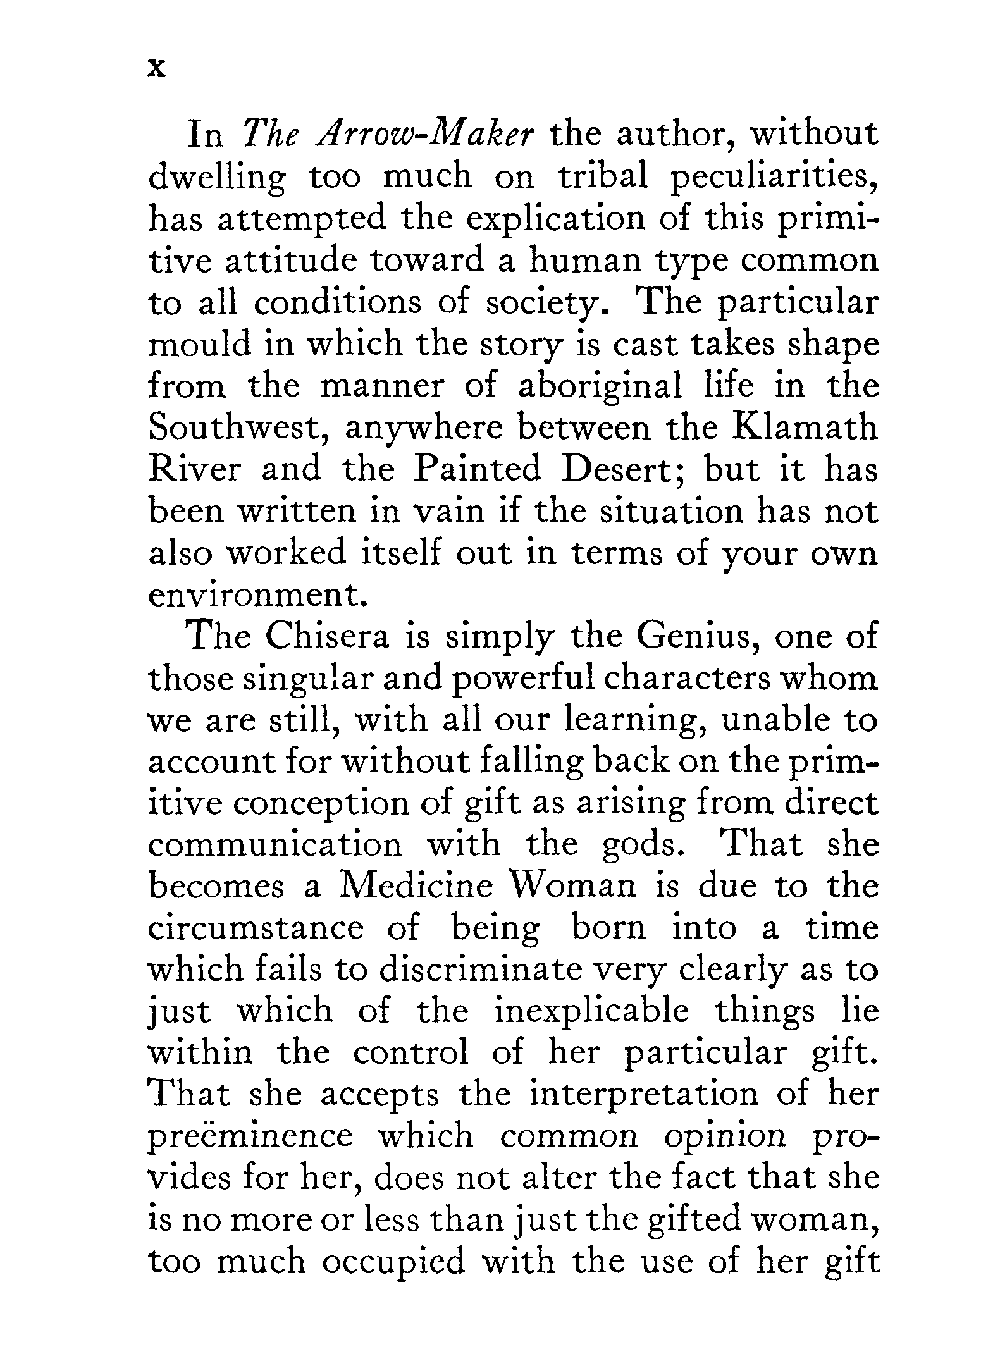 x
In The Arrow-Maker the author, without
dwelling too much on tribal peculiarities,
has attempted the explication of this primi-
tive attitude toward a human type common
to all conditions of society. The particular
mould in which the story is cast takes shape
from the manner of aboriginal life in the
Southwest, anywhere between the Klamath
River and the Painted Desert; but it has
been written in vain if the situation has not
also worked itself out in terms of your own
environment.
The Chisera is simply the Genius, one of
those singular and powerful characters whom
we are still, with all our learning, unable to
account for without falling back on the prim-
itive conception of gift as arising from direct
communication with the gods. That she
becomes a Medicine Woman is due to the
circumstance of being born into a time
which fails to discriminate very clearly as to
just which of the inexplicable things lie
within the control of her particular gift.
That she accepts the interpretation of her
preëminence which common opinion pro-
vides for her, does not alter the fact that she
is no more or less than just the gifted woman,
too much occupied with the use of her gift